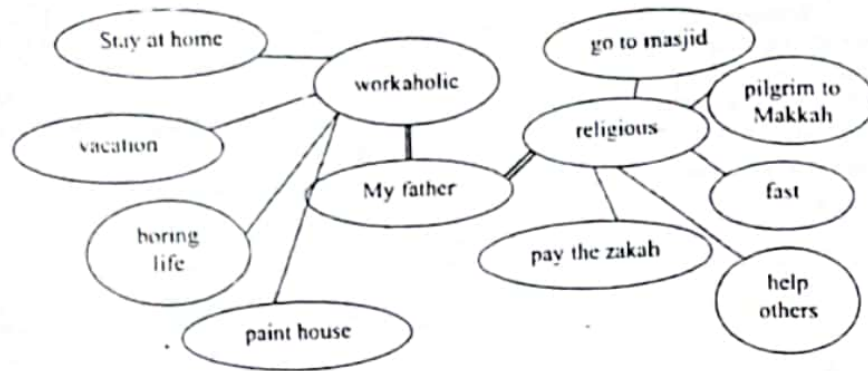 Stay at home
go to masjid
workaholic
pilgrim to
Makkah
religious
vacation
My father
fast
boring
life
pay the zakah
help
others
paint house